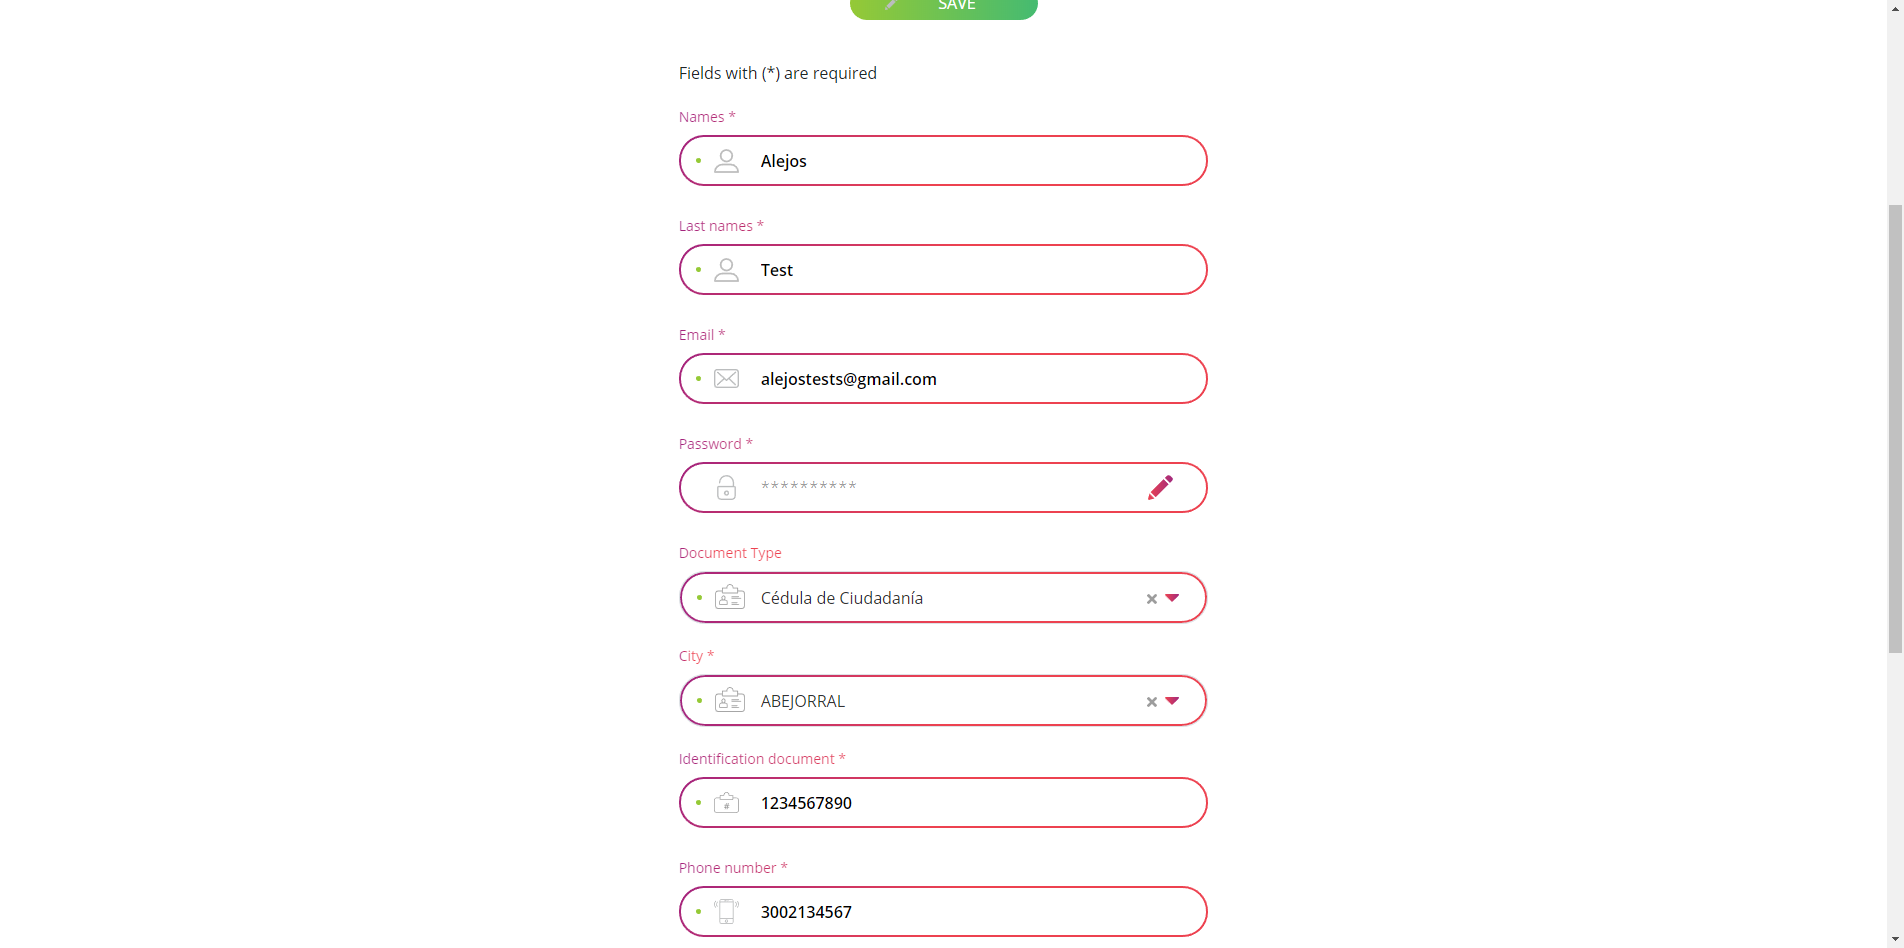 SAVE
Fields with (*) are required
Names *
Alejos
Last names *
Test
Email *
alejostests@gmail.com
Password *
**********
Document Type
Cédula de Ciudadanía
City *
ABEJORRAL
Identification document *
#
1234567890
Phone number *
3002134567